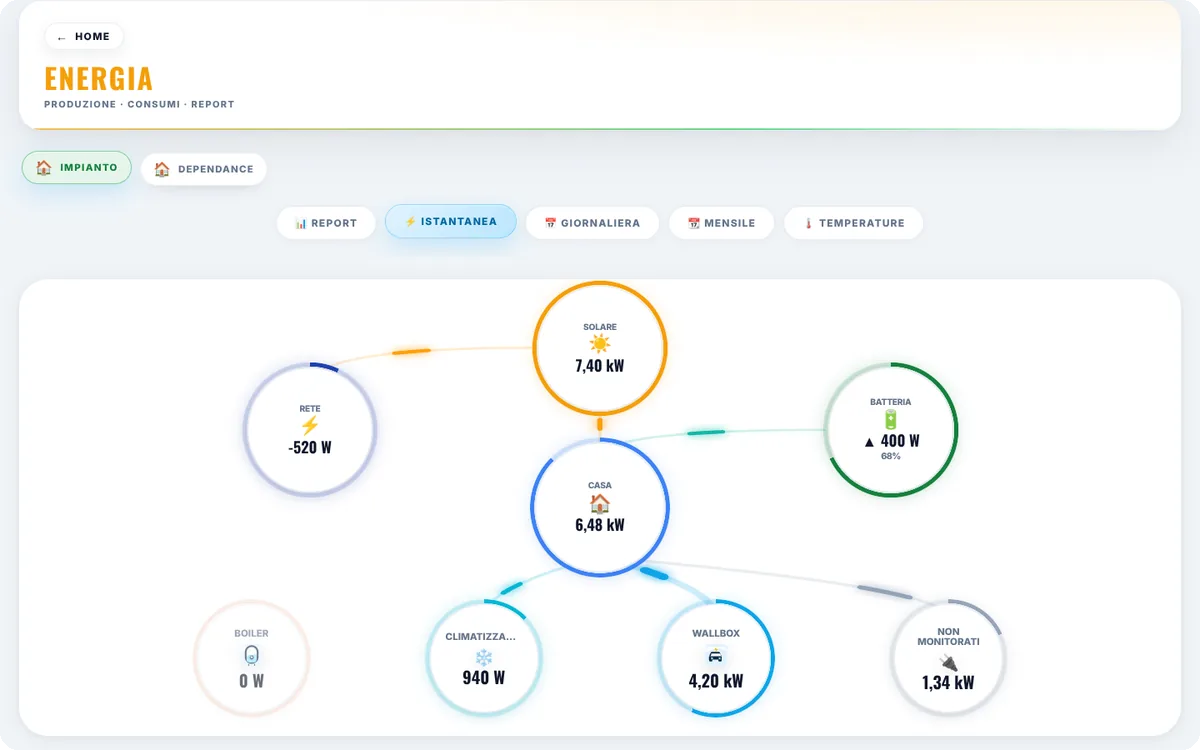 ← HOME
ENERGIA
PRODUZIONE · CONSUMI · REPORT
IMPIANTO
DEPENDANCE
REPORT
ISTANTANEA
GIORNALIERA
MENSILE
TEMPERATURE
SOLARE
7,40 kW
RETE
-520 W
BATTERIA
▲ 400 W
68%
CASA
6,48 kW
BOILER
0 W
CLIMATIZZA...
940 W
WALLBOX
4,20 kW
NON
MONITORATI
1,34 kW